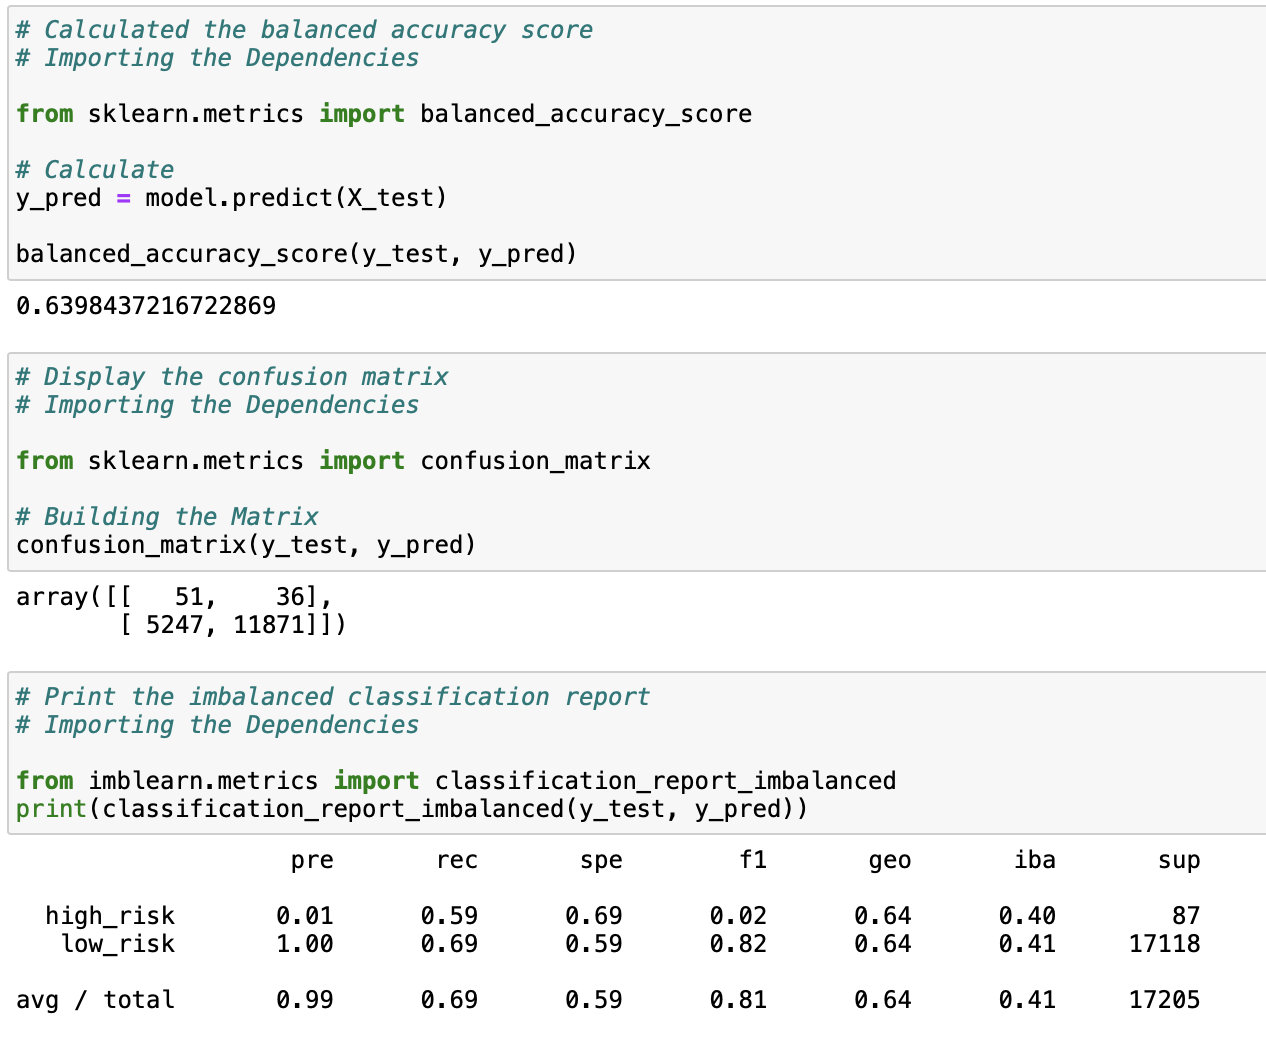 # Calculated the balanced accuracy score
# Importing the Dependencies
from sklearn.metrics import balanced_accuracy_score
# Calculate
y_pred = model.predict(X_test)
balanced_accuracy_score(y_test, y_pred)
0.6398437216722869
# Display the confusion matrix
# Importing the Dependencies
from sklearn.metrics import confusion_matrix
# Building the Matrix
confusion_matrix(y_test, y_pred)
array([[   51,    36],
       [ 5247, 11871]])
# Print the imbalanced classification report
# Importing the Dependencies
from imblearn.metrics import classification_report_imbalanced
print(classification_report_imbalanced(y_test, y_pred))
                   pre       rec       spe        f1       geo       iba       sup
  high_risk       0.01      0.59      0.69      0.02      0.64      0.40        87
   low_risk       1.00      0.69      0.59      0.82      0.64      0.41     17118
avg / total       0.99      0.69      0.59      0.81      0.64      0.41     17205